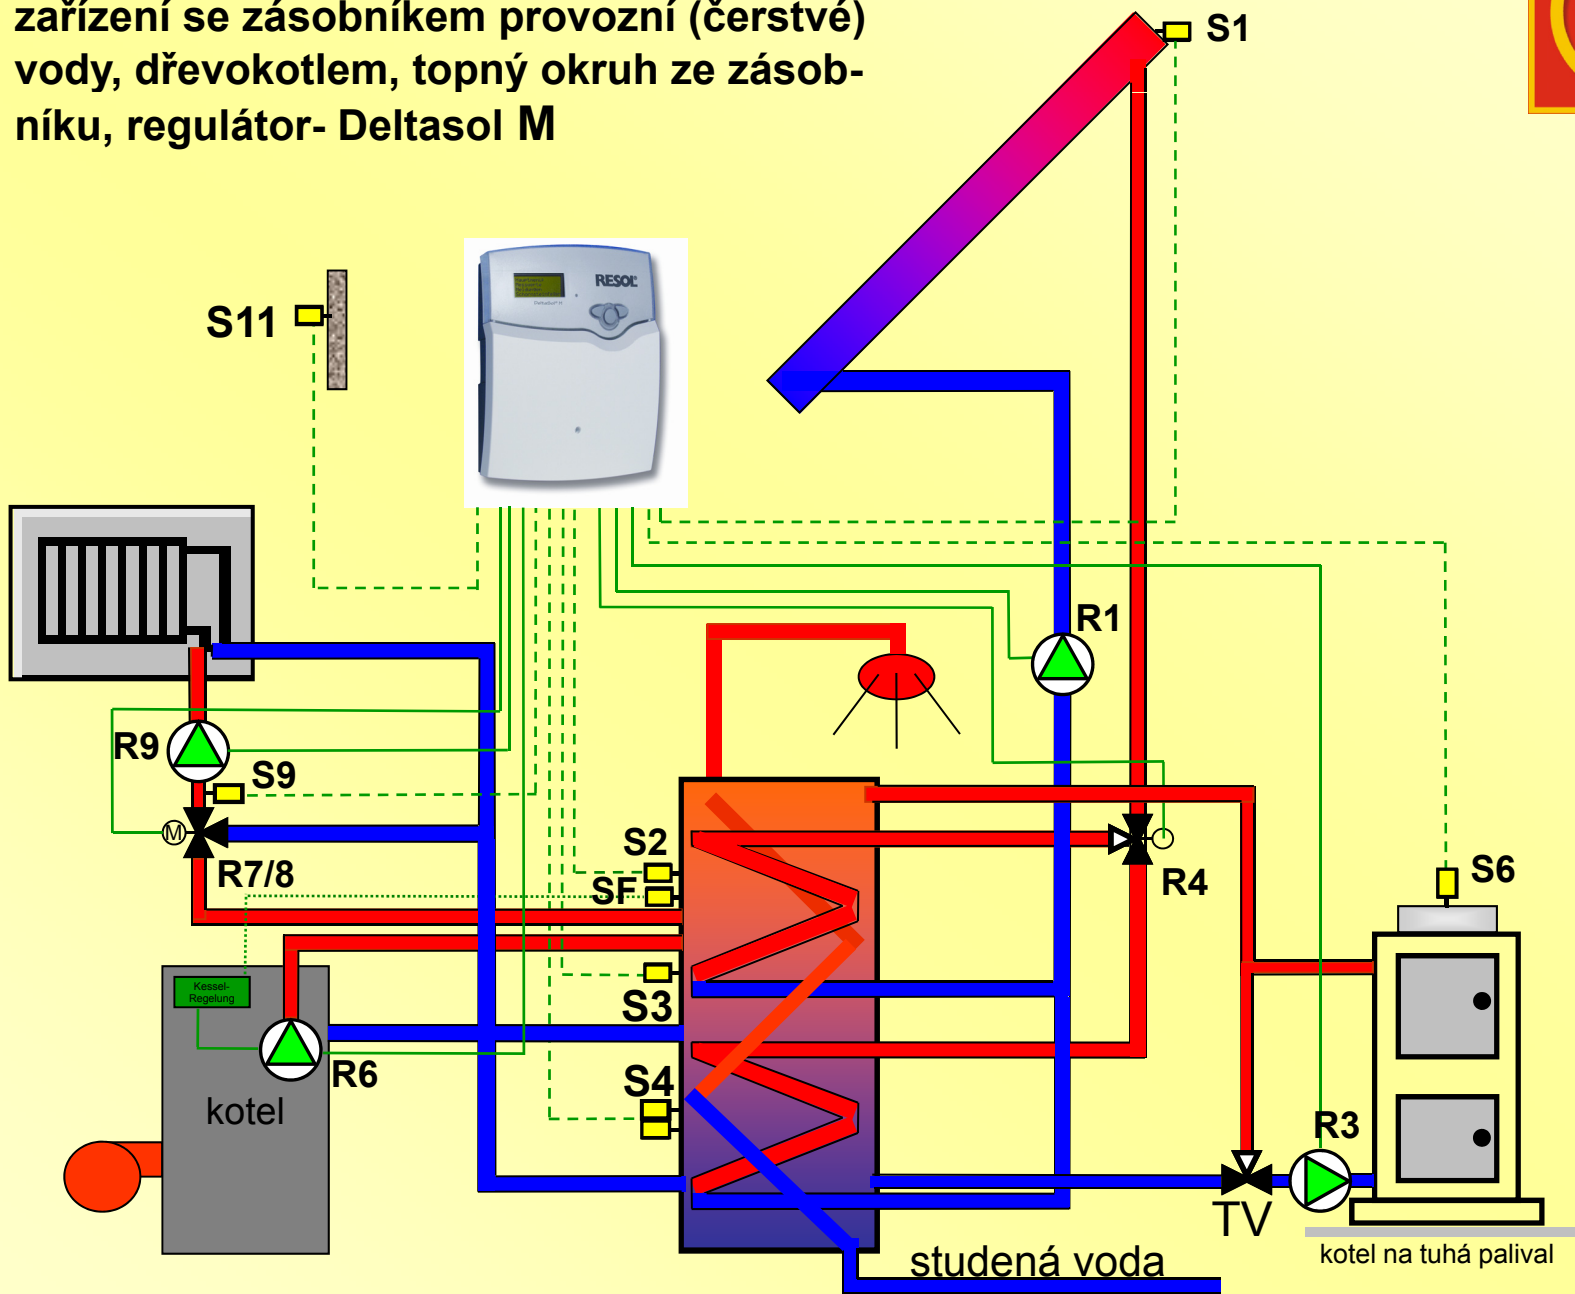 zařízení se zásobníkem provozní (čerstvé)
vody, dřevokotlem, topný okruh ze zásob-
níku, regulátor- Deltasol M
S1
S11
RESOL
R1
R9
S9
M
R7/8
S2
SF
R4
S6
Kessel-
Regelung
S3
R6
S4
kotel
R3
TV
studená voda
kotel na tuhá palival